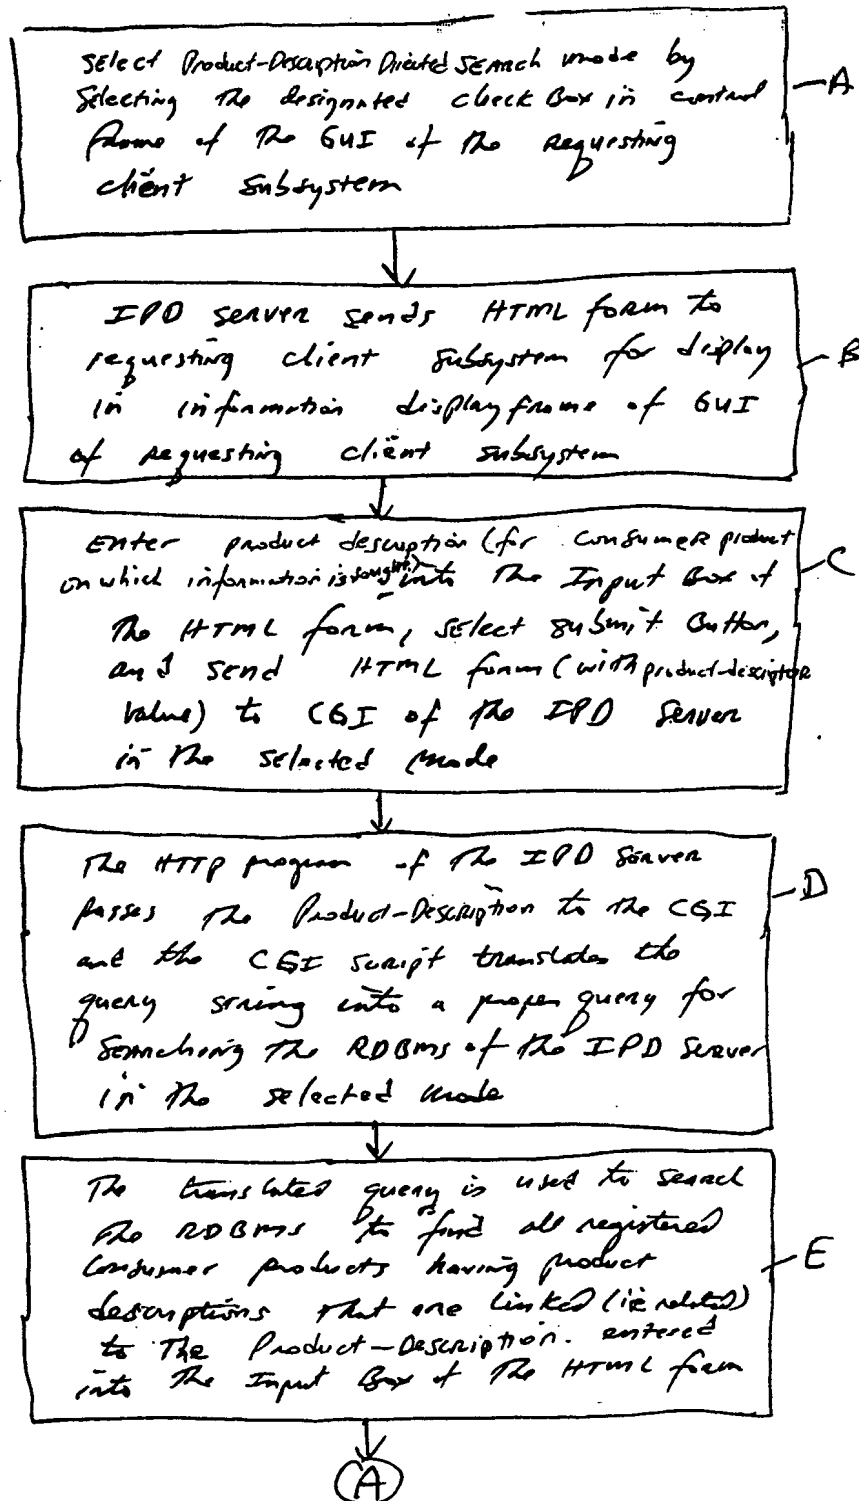 Select Product-Description Directed Search mode by
Selecting the designated check Box in control
frame of the GUI of the requesting
client subsystem
A
IPD Server sends HTML form to
requesting client subsystem for display
in information display frame of GUI
of requesting client subsystem
B
Enter product description (for consumer product
on which information is sought) into the Input Box of
the HTML form, select submit Button,
and send HTML form (with product-descriptor
value) to CGI of the IPD Server
in the selected mode
C
The HTTP program of the IPD Server
passes the Product-Description to the CGI
and the CGI script translates the
query string into a proper query for
Searching the RDBMS of the IPD Server
in the selected mode
D
The translated query is used to search
the RDBMS to find all registered
Consumer products having product
descriptions that are linked (ie related)
to the Product-Description. entered
into the Input Box of the HTML form
E
A